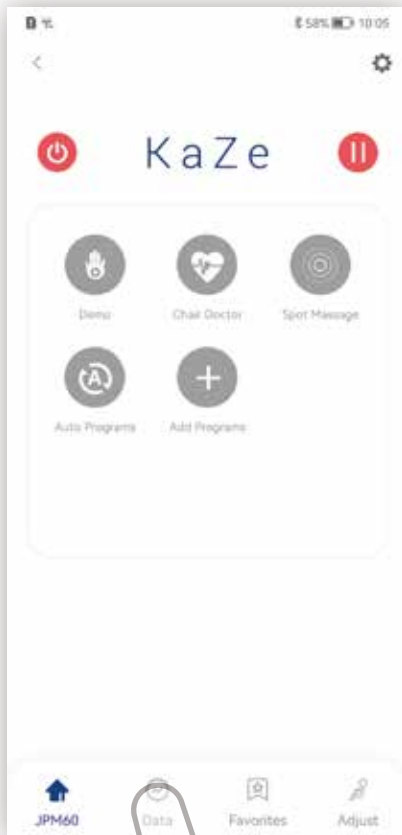 58% 10:05
KaZe
Demo Chair Doctor Spot Massage
A
Auto Programs Add Programs
JPM60 Data Favorites Adjust